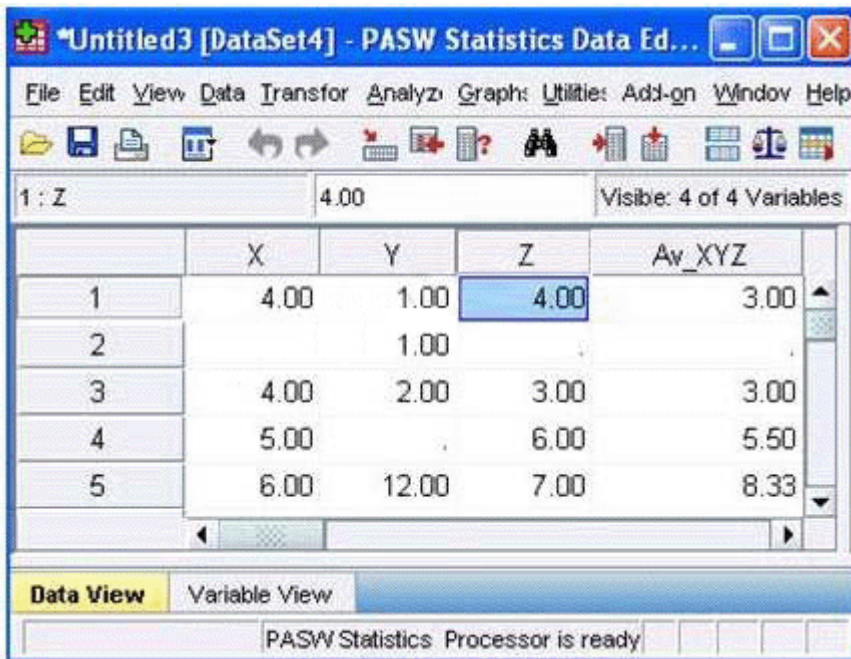 *Untitled3 [DataSet4] - PASW Statistics Data Ed...
File Edit View Data Transfor Analyz Graph Utilities Add-on Windov Help
1 : Z 4.00 Visibe: 4 of 4 Variables
X Y Z Av_XYZ
1 4.00 1.00 4.00 3.00
2 1.00 . .
3 4.00 2.00 3.00 3.00
4 5.00 . 6.00 5.50
5 6.00 12.00 7.00 8.33
Data View Variable View
PASW Statistics Processor is ready